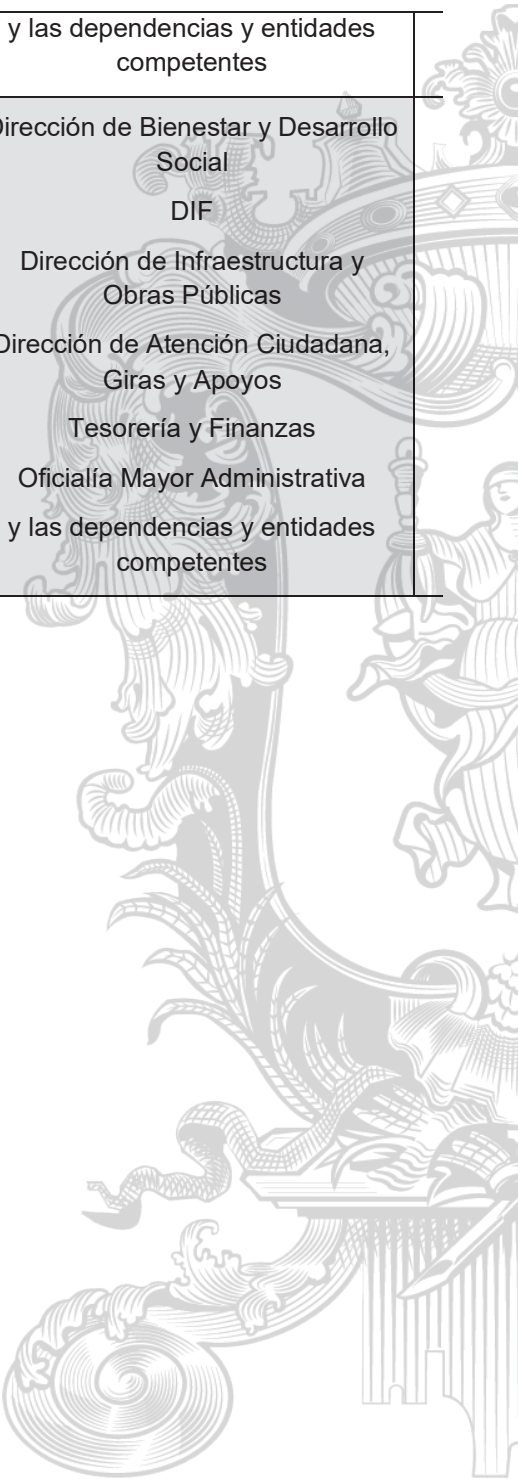 y las dependencias y entidades
competentes
Dirección de Bienestar y Desarrollo
Social
DIF
Dirección de Infraestructura y
Obras Públicas
Dirección de Atención Ciudadana,
Giras y Apoyos
Tesorería y Finanzas
Oficialía Mayor Administrativa
y las dependencias y entidades
competentes